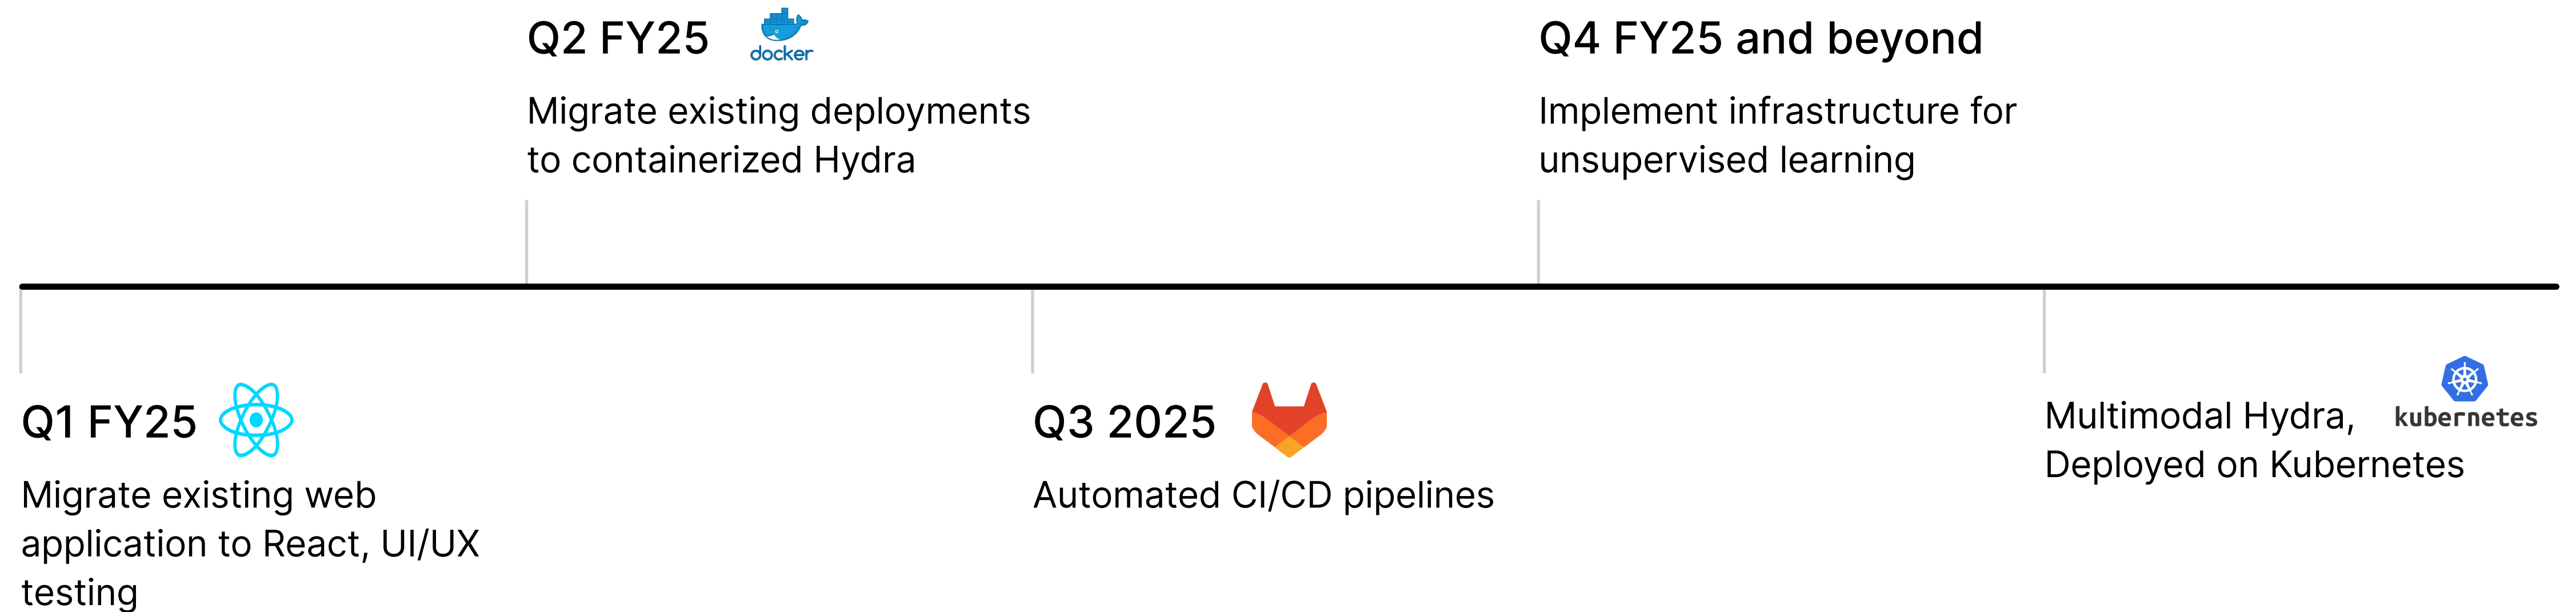 Q2 FY25
docker
Migrate existing deployments
to containerized Hydra
Q4 FY25 and beyond
Implement infrastructure for
unsupervised learning
Q1 FY25
Migrate existing web
application to React, UI/UX
testing
Q3 2025
Automated CI/CD pipelines
Multimodal Hydra,
Deployed on Kubernetes
kubernetes